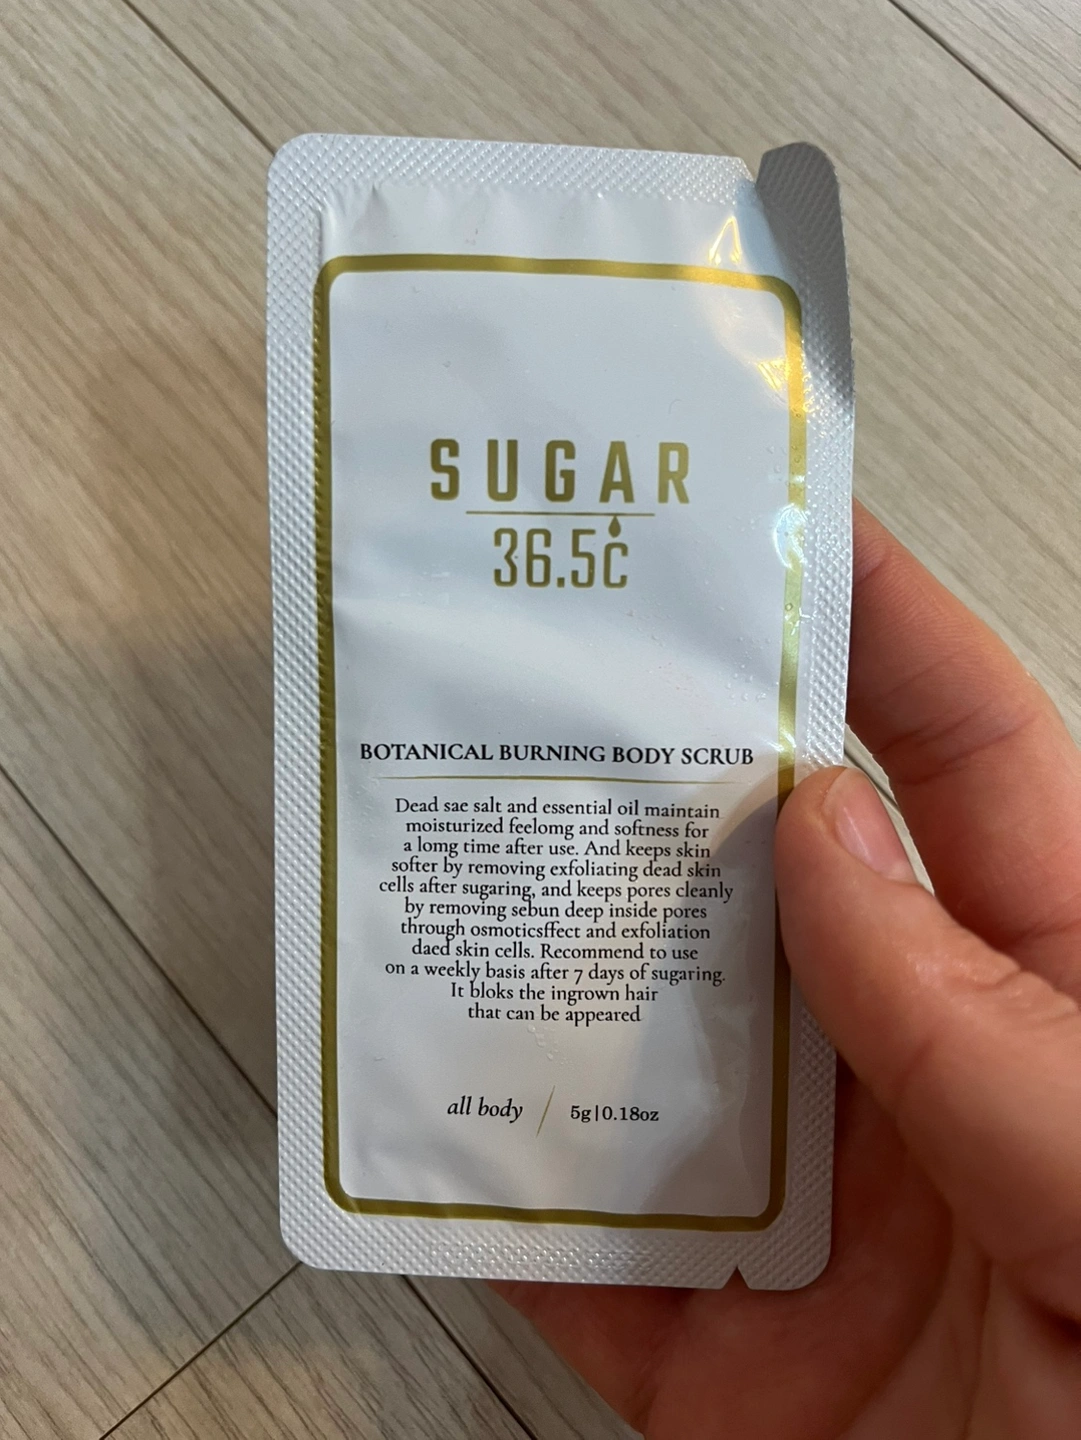 SUGAR
36.5c
BOTANICAL BURNING BODY SCRUB
Dead sae salt and essential oil maintain
moisturized feelomg and softness for
a lomg time after use. And keeps skin
softer by removing exfoliating dead skin
cells after sugaring, and keeps pores cleanly
by removing sebun deep inside pores
through osmoticsffect and exfoliation
daed skin cells. Recommend to use
on a weekly basis after 7 days of sugaring.
It bloks the ingrown hair
that can be appeared
all body / 5g|0.18oz